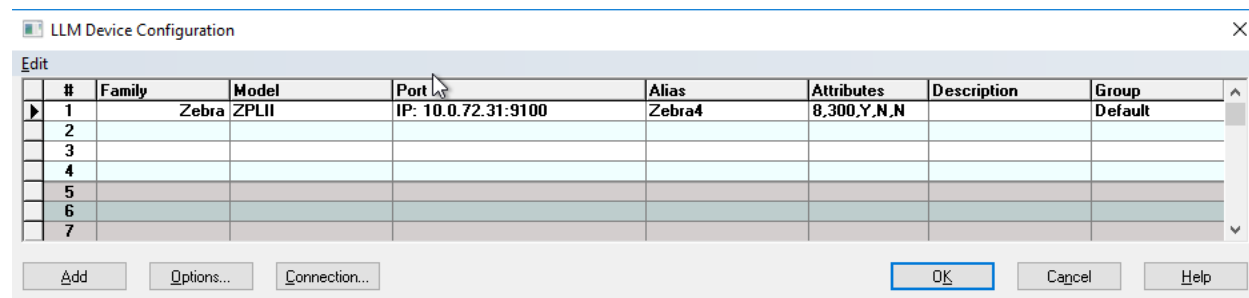 LLM Device Configuration
Edit
# Family Model Port Alias Attributes Description Group
1 Zebra ZPLII IP: 10.0.72.31:9100 Zebra4 8,300,Y,N,N Default
2
3
4
5
6
7
Add Options... Connection... OK Cancel Help